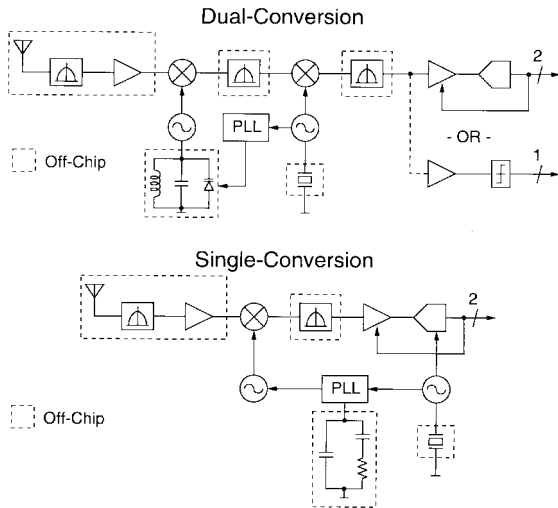 Dual-Conversion
2
PLL
- OR -
Off-Chip
1
Single-Conversion
2
PLL
Off-Chip